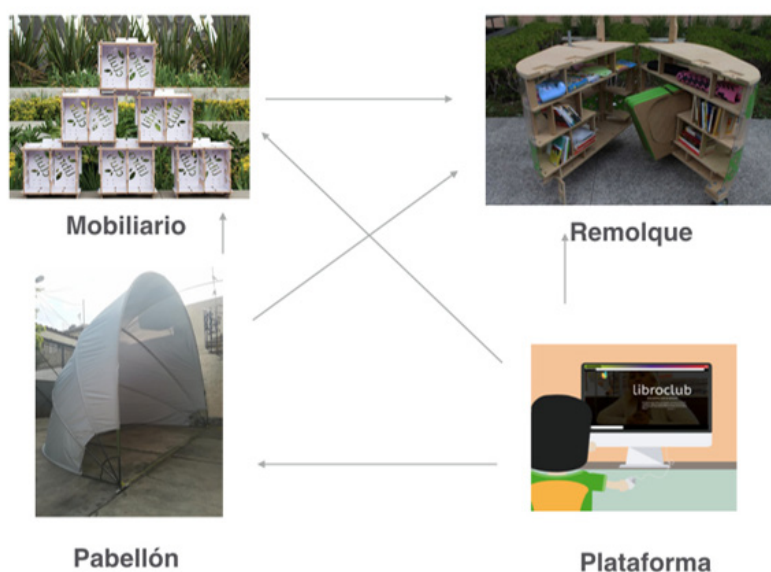 Mobiliario
Remolque
libroclub
Pabellón
Plataforma